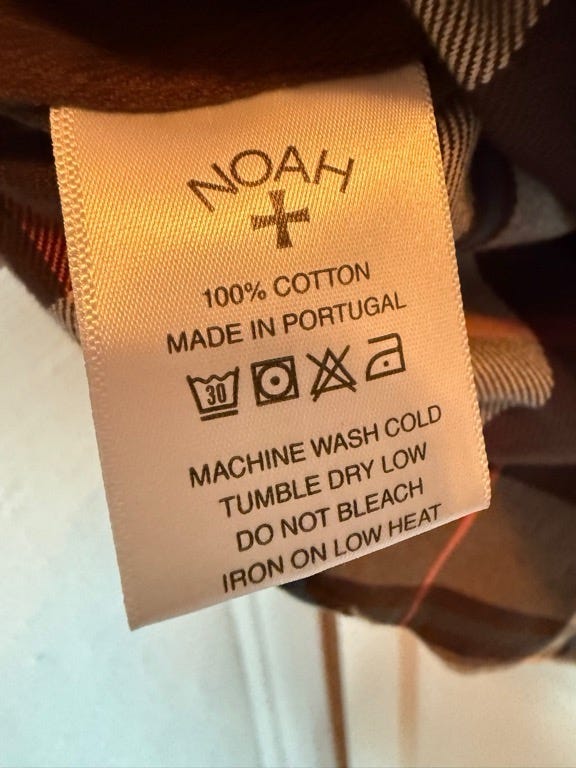 NOAH
100% COTTON
MADE IN PORTUGAL
30
MACHINE WASH COLD
TUMBLE DRY LOW
DO NOT BLEACH
IRON ON LOW HEAT